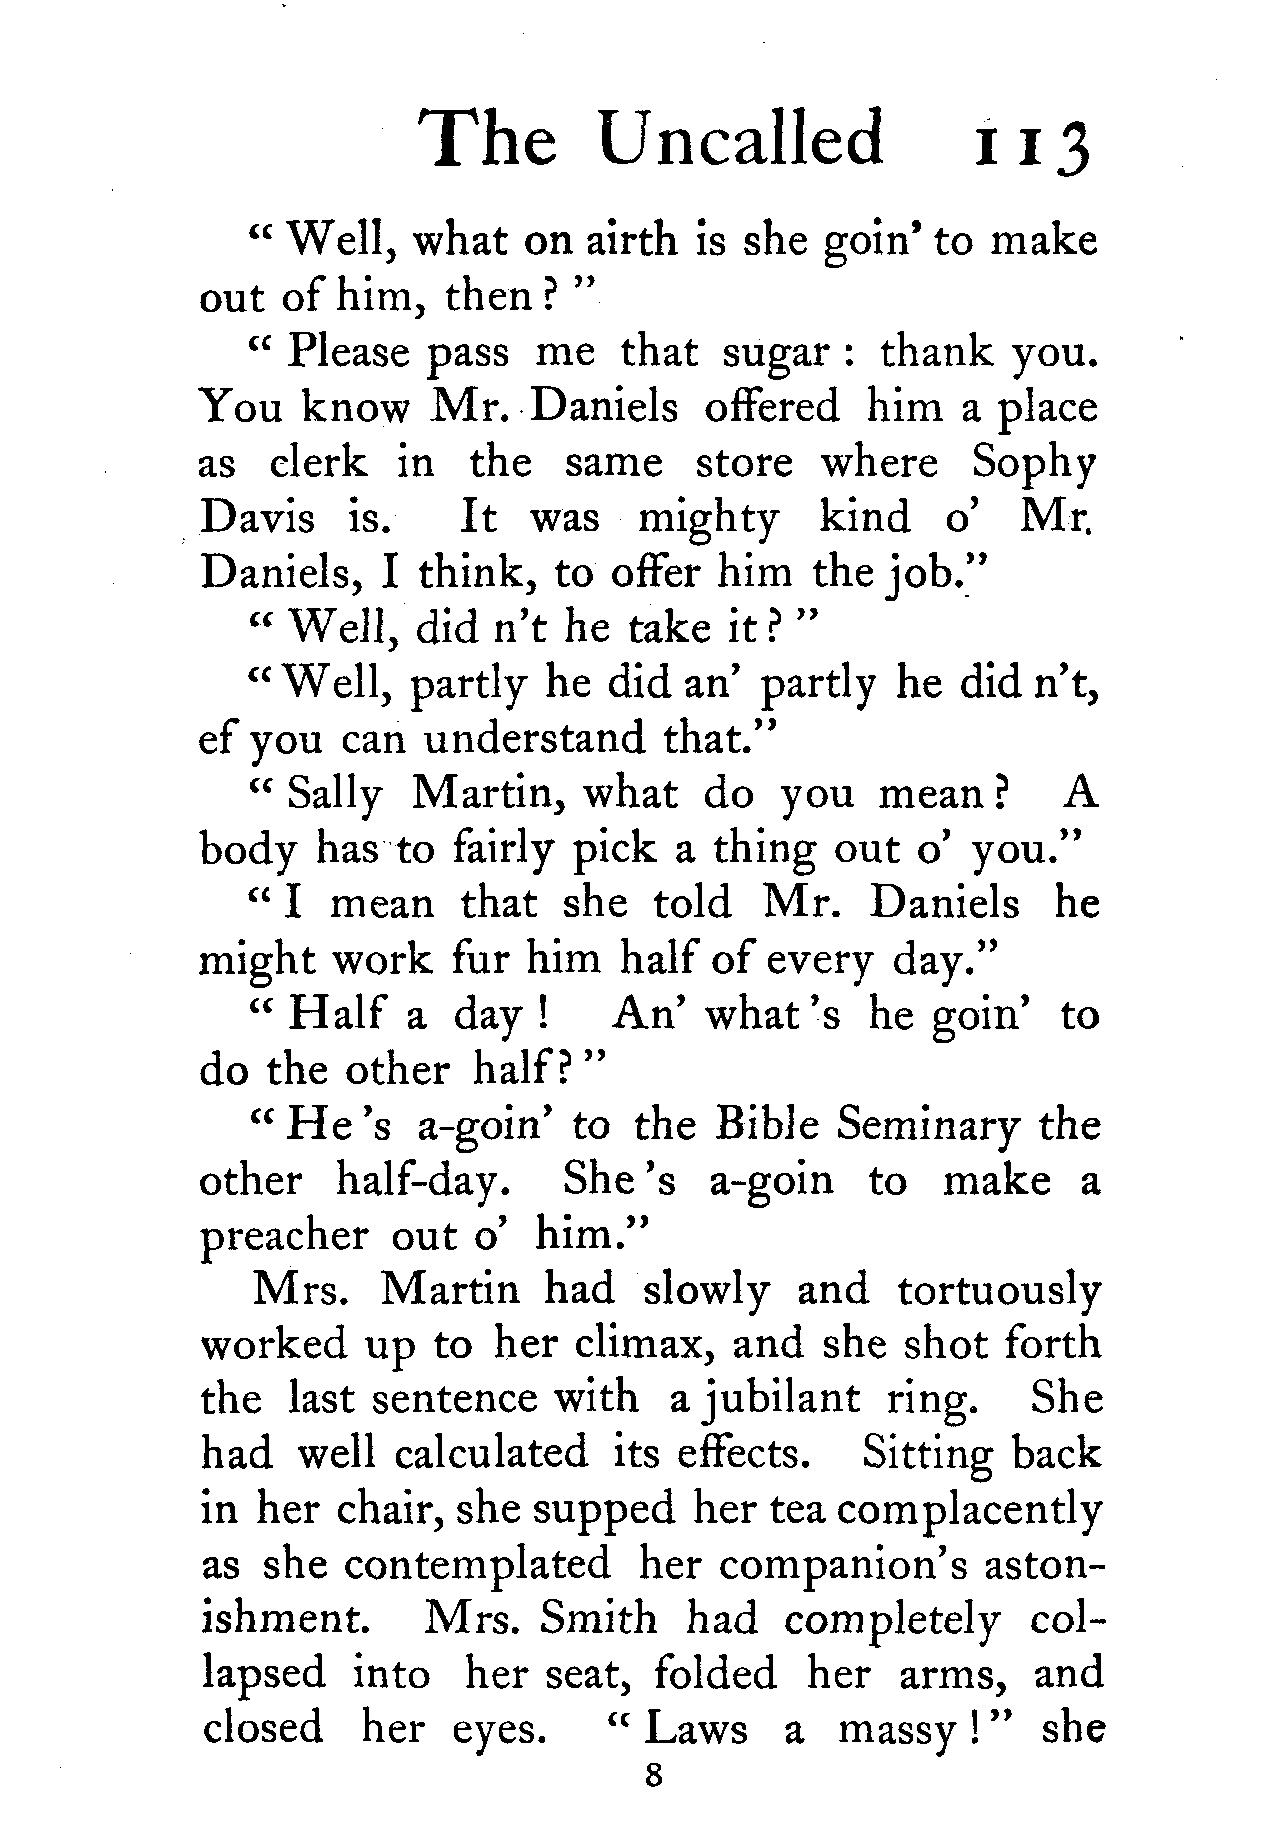 The Uncalled 113
“ Well, what on airth is she goin’ to make
out of him, then ? ”
“ Please pass me that sugar : thank you.
You know Mr. Daniels offered him a place
as clerk in the same store where Sophy
Davis is. It was mighty kind o’ Mr.
Daniels, I think, to offer him the job.”
“ Well, did n’t he take it ? ”
“ Well, partly he did an’ partly he did n’t,
ef you can understand that.”
“ Sally Martin, what do you mean ? A
body has to fairly pick a thing out o’ you.”
“ I mean that she told Mr. Daniels he
might work fur him half of every day.”
“ Half a day ! An’ what ’s he goin’ to
do the other half ? ”
“ He ’s a-goin’ to the Bible Seminary the
other half-day. She ’s a-goin to make a
preacher out o’ him.”
Mrs. Martin had slowly and tortuously
worked up to her climax, and she shot forth
the last sentence with a jubilant ring. She
had well calculated its effects. Sitting back
in her chair, she supped her tea complacently
as she contemplated her companion’s aston-
ishment. Mrs. Smith had completely col-
lapsed into her seat, folded her arms, and
closed her eyes. “ Laws a massy ! ” she
8